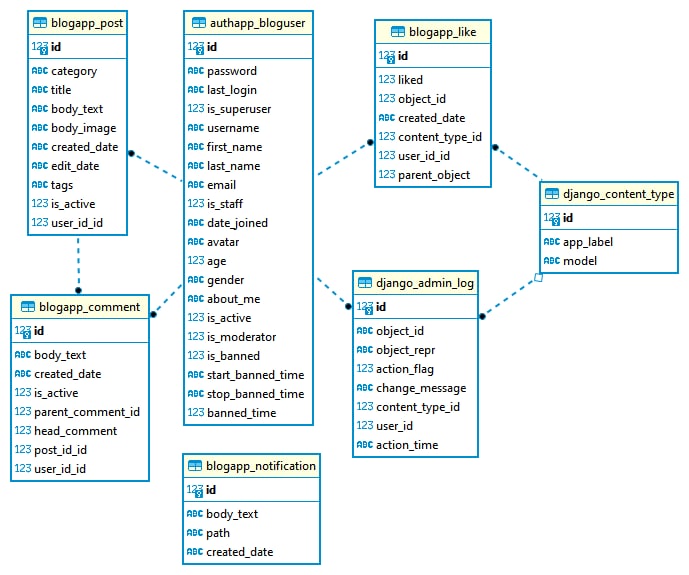 blogapp_post
123 id
ABC category
ABC title
ABC body_text
ABC body_image
ABC created_date
ABC edit_date
ABC tags
123 is_active
123 user_id_id
authapp_bloguser
123 id
ABC password
ABC last_login
123 is_superuser
ABC username
ABC first_name
ABC last_name
ABC email
123 is_staff
ABC date_joined
ABC avatar
123 age
ABC gender
ABC about_me
123 is_active
123 is_moderator
123 is_banned
ABC start_banned_time
ABC stop_banned_time
123 banned_time
blogapp_like
123 id
123 liked
123 object_id
ABC created_date
123 content_type_id
123 user_id_id
123 parent_object
django_content_type
123 id
ABC app_label
ABC model
blogapp_comment
123 id
ABC body_text
ABC created_date
123 is_active
123 parent_comment_id
123 head_comment
123 post_id_id
123 user_id_id
django_admin_log
123 id
ABC object_id
ABC object_repr
123 action_flag
ABC change_message
123 content_type_id
123 user_id
ABC action_time
blogapp_notification
123 id
ABC body_text
ABC path
ABC created_date